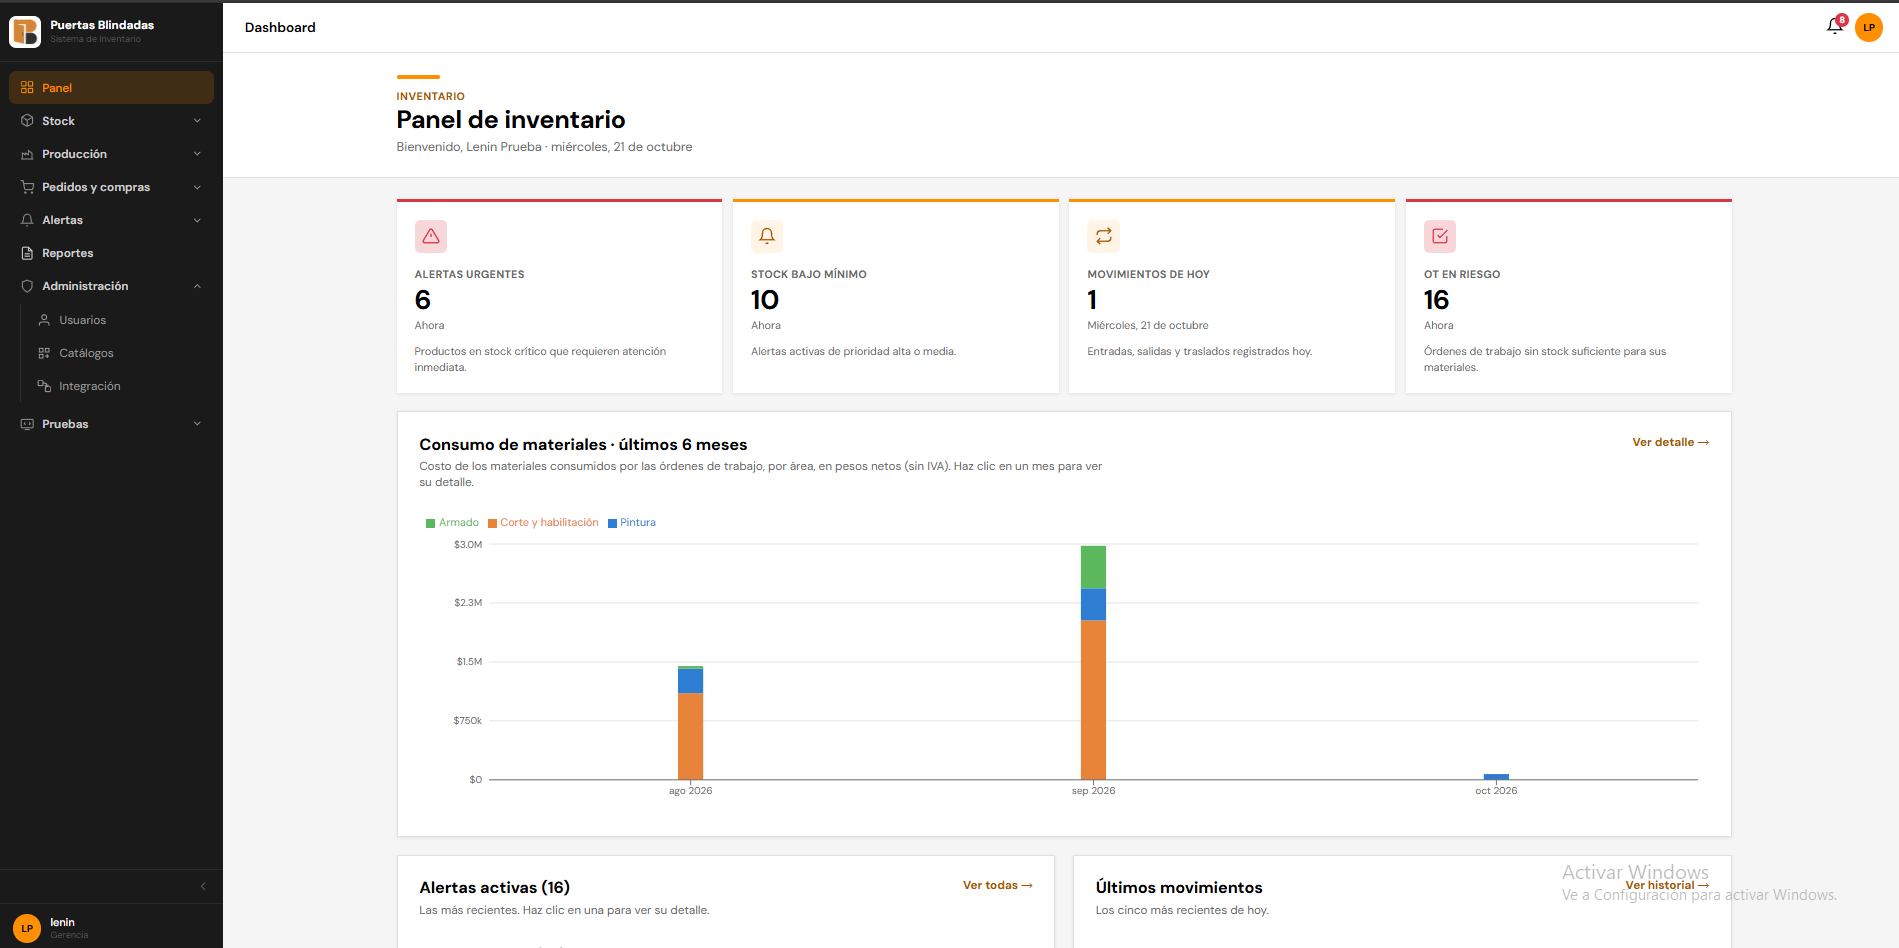 Puertas Blindadas
Sistema de Inventario
Panel
Stock
Producción
Pedidos y compras
Alertas
Reportes
Administración
Usuarios
Catálogos
Integración
Pruebas
LP
lenin
Gerencia
Dashboard
8
LP
INVENTARIO
Panel de inventario
Bienvenido, Lenin Prueba · miércoles, 21 de octubre
ALERTAS URGENTES
6
Ahora
Productos en stock crítico que requieren atención
inmediata.
STOCK BAJO MÍNIMO
10
Ahora
Alertas activas de prioridad alta o media.
MOVIMIENTOS DE HOY
1
Miércoles, 21 de octubre
Entradas, salidas y traslados registrados hoy.
OT EN RIESGO
16
Ahora
Órdenes de trabajo sin stock suficiente para sus
materiales.
Consumo de materiales · últimos 6 meses
Ver detalle →
Costo de los materiales consumidos por las órdenes de trabajo, por área, en pesos netos (sin IVA). Haz clic en un mes para ver
su detalle.
Armado Corte y habilitación Pintura
$3.0M
$2.3M
$1.5M
$750k
$0
ago 2026 sep 2026 oct 2026
Alertas activas (16)
Ver todas →
Las más recientes. Haz clic en una para ver su detalle.
Últimos movimientos
Ver historial →
Los cinco más recientes de hoy.
Activar Windows
Ve a Configuración para activar Windows.